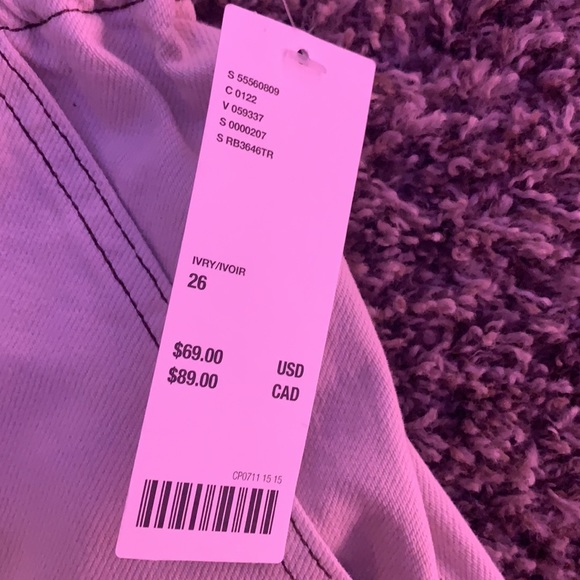 S 55560809
C 0122
V 059337
S 0000207
S RB3646TR
IVRY/IVOIR
26
$69.00 USD
$89.00 CAD
CP0711 15 15